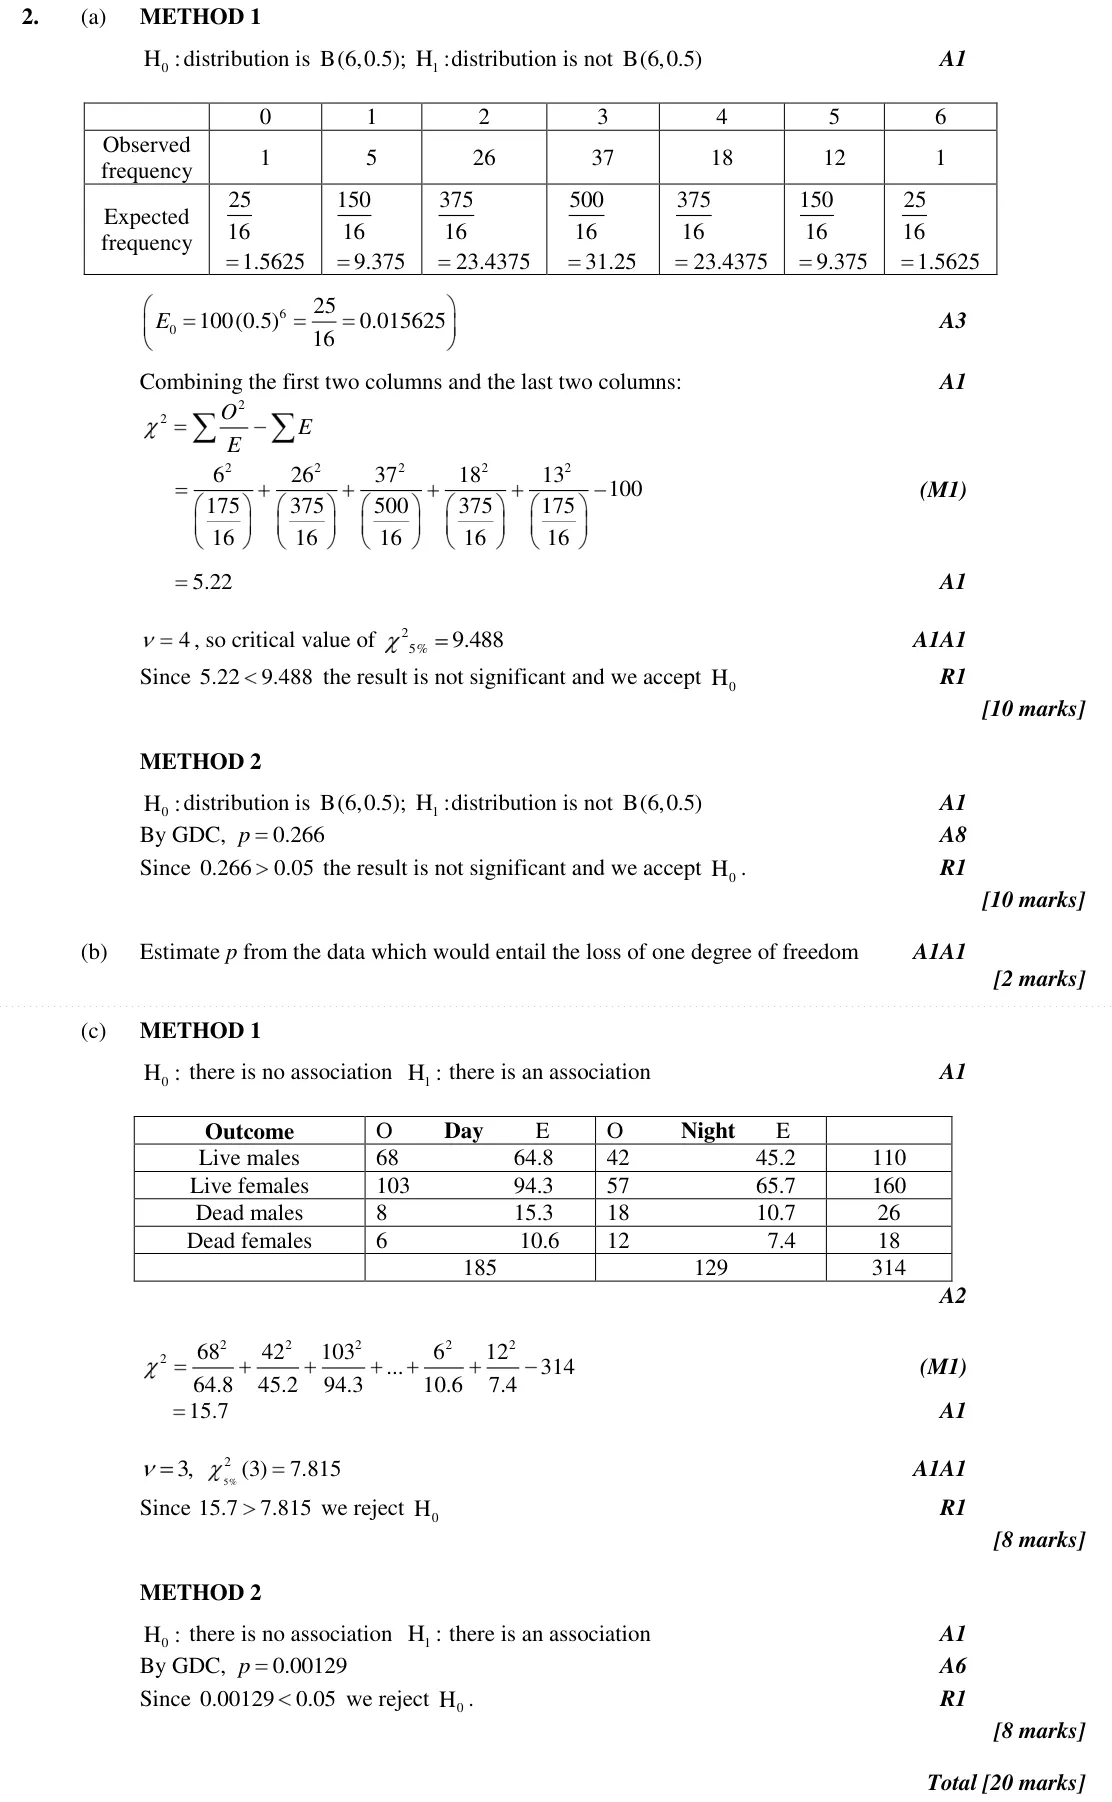 2. (a) METHOD 1
H₀ : distribution is B(6,0.5); H₁ :distribution is not B(6,0.5) A1
0 1 2 3 4 5 6
Observed frequency 1 5 26 37 18 12 1
Expected frequency 25/16 150/16 375/16 500/16 375/16 150/16 25/16
=1.5625 =9.375 =23.4375 =31.25 =23.4375 =9.375 =1.5625
(E₀ =100(0.5)⁶ = 25/16 = 0.015625) A3
Combining the first two columns and the last two columns: A1
χ² = ∑ O²/E − ∑ E
= 6²/(175/16) + 26²/(375/16) + 37²/(500/16) + 18²/(375/16) + 13²/(175/16) −100 (M1)
= 5.22 A1
ν = 4 , so critical value of χ²₅% = 9.488 A1A1
Since 5.22 < 9.488 the result is not significant and we accept H₀ R1
[10 marks]
METHOD 2
H₀ : distribution is B(6,0.5); H₁ :distribution is not B(6,0.5) A1
By GDC, p = 0.266 A8
Since 0.266 > 0.05 the result is not significant and we accept H₀ . R1
[10 marks]
(b) Estimate p from the data which would entail the loss of one degree of freedom A1A1
[2 marks]
(c) METHOD 1
H₀ : there is no association H₁ : there is an association A1
Outcome O Day E O Night E
Live males 68 64.8 42 45.2 110
Live females 103 94.3 57 65.7 160
Dead males 8 15.3 18 10.7 26
Dead females 6 10.6 12 7.4 18
185 129 314
A2
χ² = 68²/64.8 + 42²/45.2 + 103²/94.3 + ... + 6²/10.6 + 12²/7.4 − 314 (M1)
=15.7 A1
ν = 3, χ²₅% (3) = 7.815 A1A1
Since 15.7 > 7.815 we reject H₀ R1
[8 marks]
METHOD 2
H₀ : there is no association H₁ : there is an association A1
By GDC, p = 0.00129 A6
Since 0.00129 < 0.05 we reject H₀ . R1
[8 marks]
Total [20 marks]